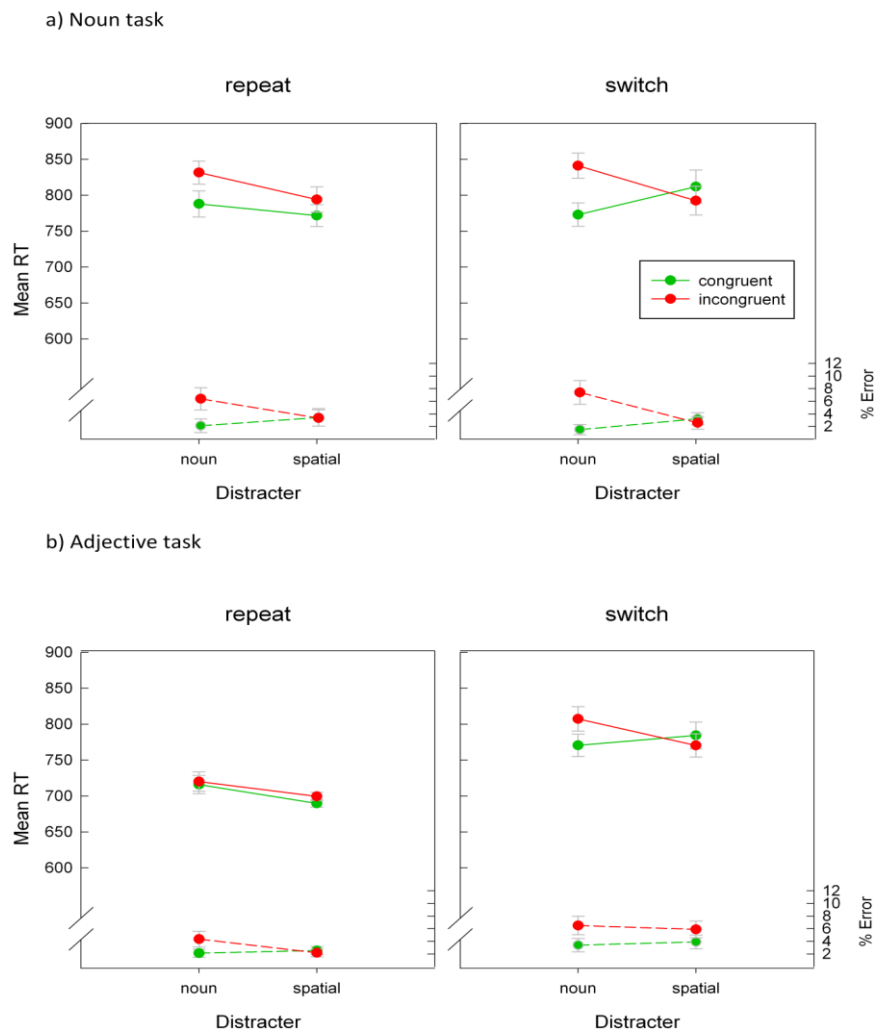 a) Noun task
repeat switch
900
850
800
750
700
650
600
Mean RT
congruent
incongruent
12
10
8
6
4
2
% Error
noun spatial noun spatial
Distracter Distracter
b) Adjective task
repeat switch
900
850
800
750
700
650
600
Mean RT
12
10
8
6
4
2
% Error
noun spatial noun spatial
Distracter Distracter